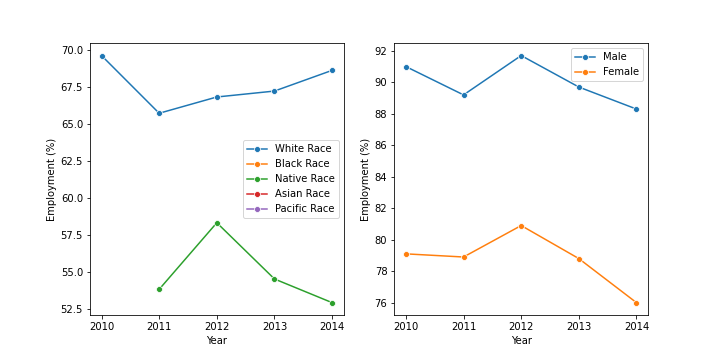 70.0
67.5
65.0
62.5
60.0
57.5
55.0
52.5
Employment (%)
2010 2011 2012 2013 2014
Year
White Race
Black Race
Native Race
Asian Race
Pacific Race
92
90
88
86
84
82
80
78
76
Employment (%)
2010 2011 2012 2013 2014
Year
Male
Female